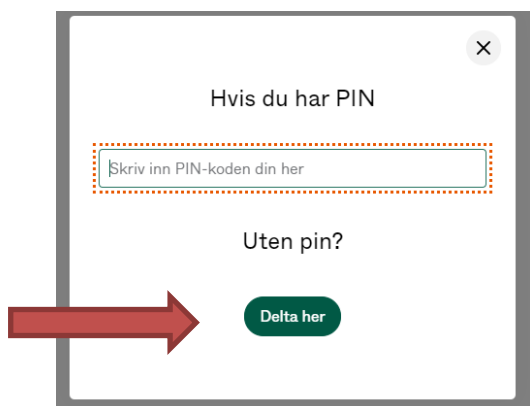 Hvis du har PIN
Skriv inn PIN-koden din her
Uten pin?
Delta her